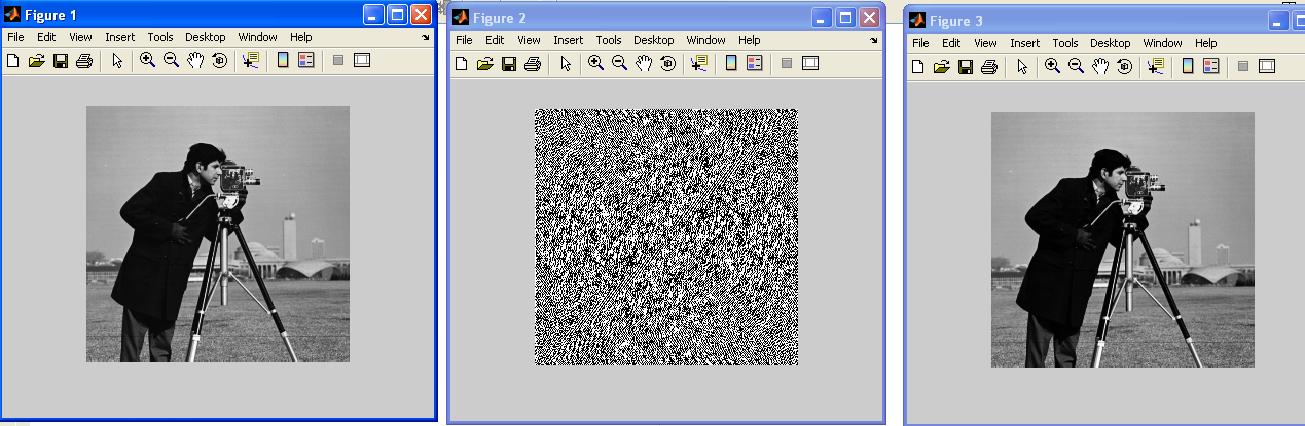 Figure 1
File Edit View Insert Tools Desktop Window Help
Figure 2
File Edit View Insert Tools Desktop Window Help
Figure 3
File Edit View Insert Tools Desktop Window Help